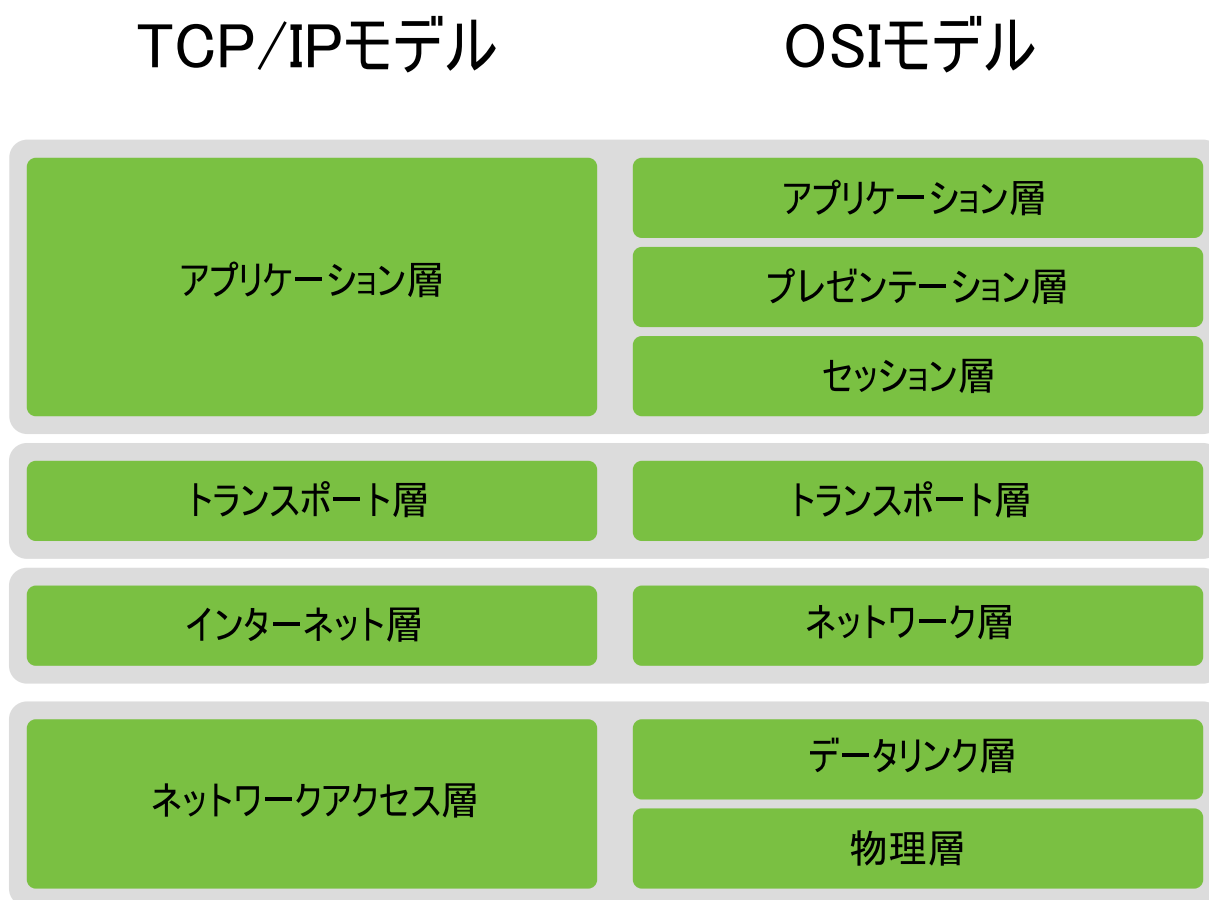 TCP/IPモデル
OSIモデル
アプリケーション層
アプリケーション層
プレゼンテーション層
セッション層
トランスポート層
トランスポート層
インターネット層
ネットワーク層
ネットワークアクセス層
データリンク層
物理層